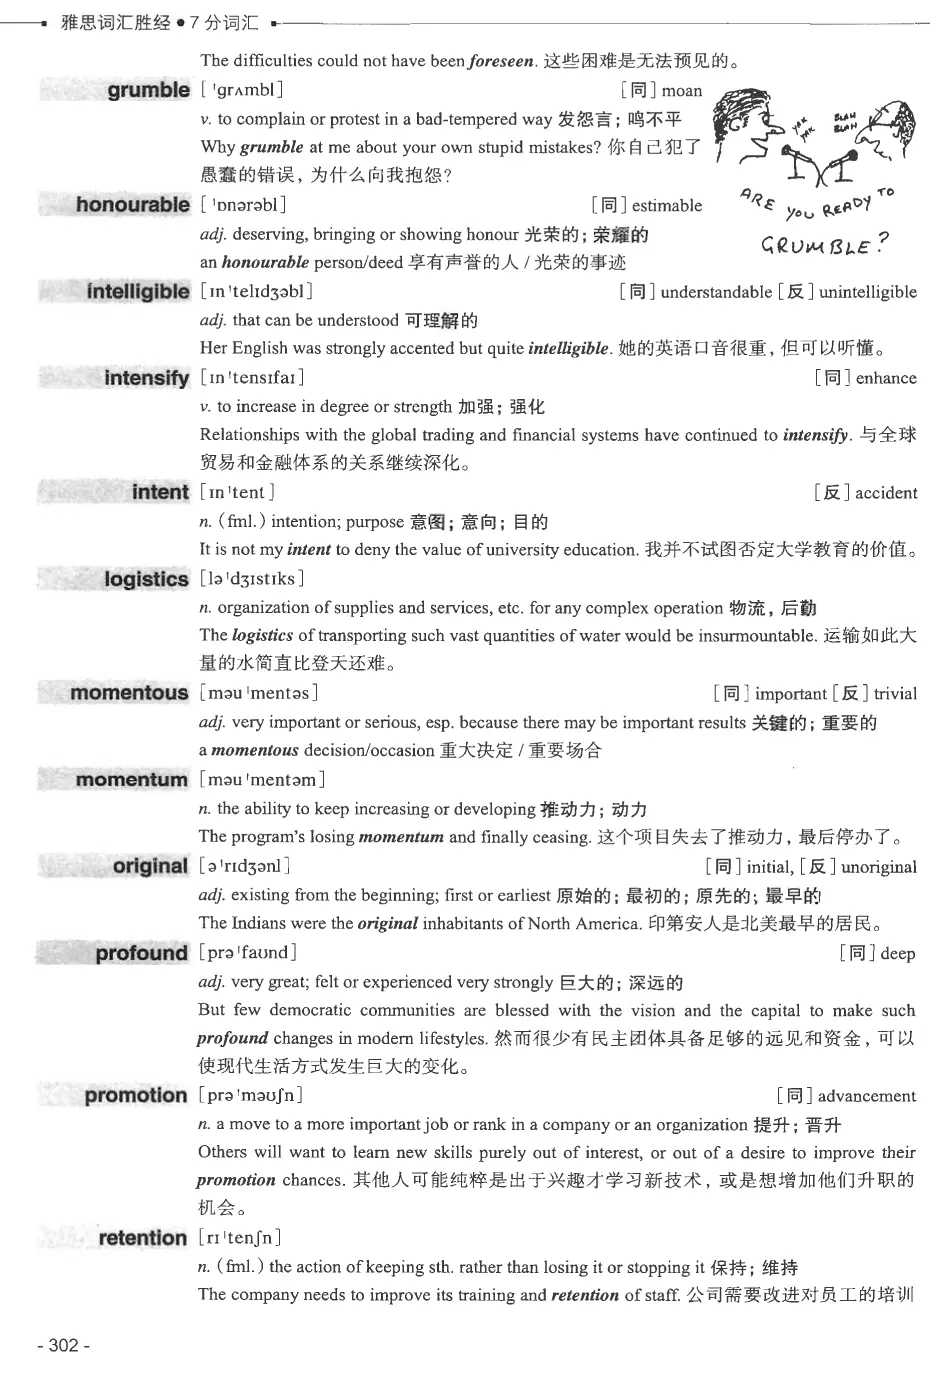 雅思词汇胜经●7分词汇
The difficulties could not have been foreseen. 这些困难是无法预见的。
grumble [ ˈgrʌmbl] [同] moan
v. to complain or protest in a bad-tempered way 发怨言；鸣不平
Why grumble at me about your own stupid mistakes? 你自己犯了
愚蠢的错误，为什么向我抱怨?
YAK YAK
BLAH BLAH
ARE YOU READY TO
GRUMBLE?
honourable [ ˈɒnərəbl] [同] estimable
adj. deserving, bringing or showing honour 光荣的；荣耀的
an honourable person/deed 享有声誉的人 / 光荣的事迹
intelligible [ɪnˈtelɪdʒəbl] [同] understandable [反] unintelligible
adj. that can be understood 可理解的
Her English was strongly accented but quite intelligible. 她的英语口音很重，但可以听懂。
intensify [ɪnˈtensɪfaɪ] [同] enhance
v. to increase in degree or strength 加强；强化
Relationships with the global trading and financial systems have continued to intensify. 与全球
贸易和金融体系的关系继续深化。
intent [ɪnˈtent] [反] accident
n. (fml.) intention; purpose 意图；意向；目的
It is not my intent to deny the value of university education. 我并不试图否定大学教育的价值。
logistics [ləˈdʒɪstɪks]
n. organization of supplies and services, etc. for any complex operation 物流，后勤
The logistics of transporting such vast quantities of water would be insurmountable. 运输如此大
量的水简直比登天还难。
momentous [məuˈmentəs] [同] important [反] trivial
adj. very important or serious, esp. because there may be important results 关键的；重要的
a momentous decision/occasion 重大决定 / 重要场合
momentum [məuˈmentəm]
n. the ability to keep increasing or developing 推动力；动力
The program's losing momentum and finally ceasing. 这个项目失去了推动力，最后停办了。
original [əˈrɪdʒənl] [同] initial, [反] unoriginal
adj. existing from the beginning; first or earliest 原始的；最初的；原先的；最早的
The Indians were the original inhabitants of North America. 印第安人是北美最早的居民。
profound [prəˈfaʊnd] [同] deep
adj. very great; felt or experienced very strongly 巨大的；深远的
But few democratic communities are blessed with the vision and the capital to make such
profound changes in modern lifestyles. 然而很少有民主团体具备足够的远见和资金，可以
使现代生活方式发生巨大的变化。
promotion [prəˈməʊʃn] [同] advancement
n. a move to a more important job or rank in a company or an organization 提升；晋升
Others will want to learn new skills purely out of interest, or out of a desire to improve their
promotion chances. 其他人可能纯粹是出于兴趣才学习新技术，或是想增加他们升职的
机会。
retention [rɪˈtenʃn]
n. (fml.) the action of keeping sth. rather than losing it or stopping it 保持；维持
The company needs to improve its training and retention of staff. 公司需要改进对员工的培训
- 302 -